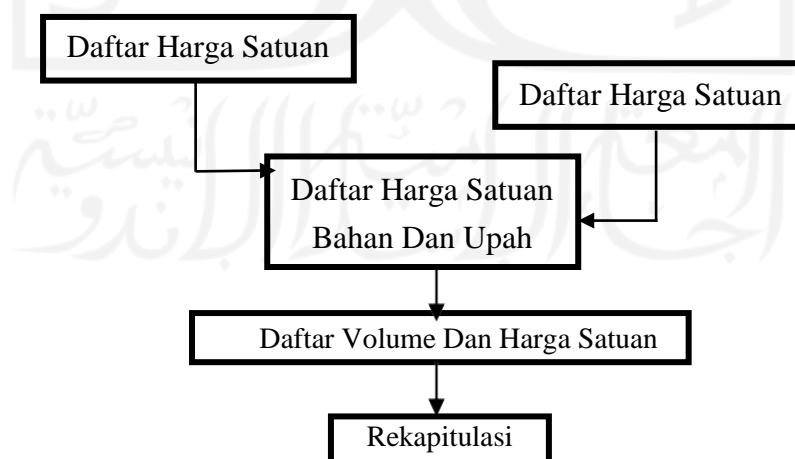 Daftar Harga Satuan
Daftar Harga Satuan
Daftar Harga Satuan
Bahan Dan Upah
Daftar Volume Dan Harga Satuan
Rekapitulasi